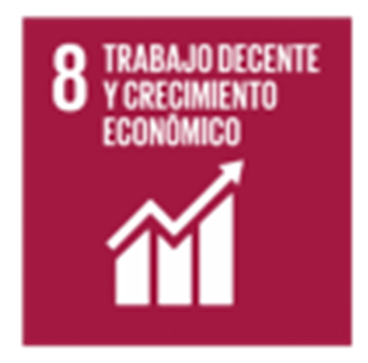 8 TRABAJO DECENTE
Y CRECIMIENTO
ECONÓMICO